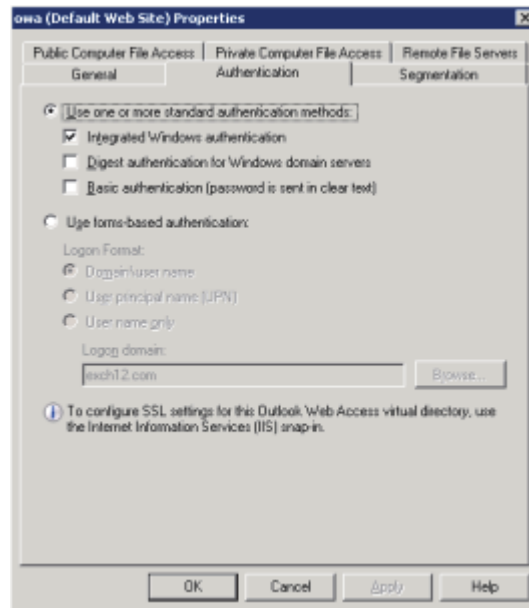 owa (Default Web Site) Properties
Public Computer File Access
Private Computer File Access
Remote File Servers
General
Authentication
Segmentation
Use one or more standard authentication methods:
Integrated Windows authentication
Digest authentication for Windows domain servers
Basic authentication (password is sent in clear text)
Use forms-based authentication:
Logon Format:
Domain\user name
User principal name (UPN)
User name only
Logon domain:
exch12.com
Browse...
To configure SSL settings for this Outlook Web Access virtual directory, use
the Internet Information Services (IIS) snap-in.
OK
Cancel
Apply
Help